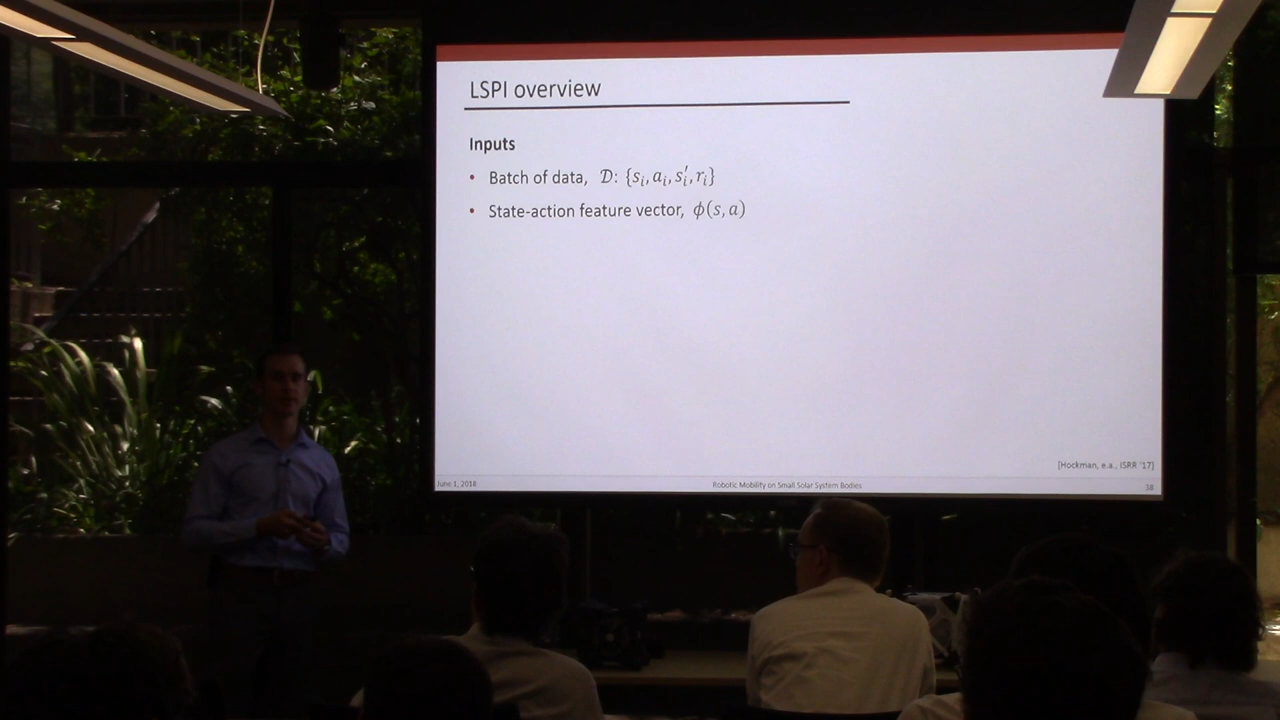 LSPI overview
Inputs
• Batch of data, 𝒟: {sᵢ, aᵢ, sᵢ′, rᵢ}
• State-action feature vector, ϕ(s, a)
[Hockman, e.a., ISRR '17]
June 1, 2018 Robotic Mobility on Small Solar System Bodies 38